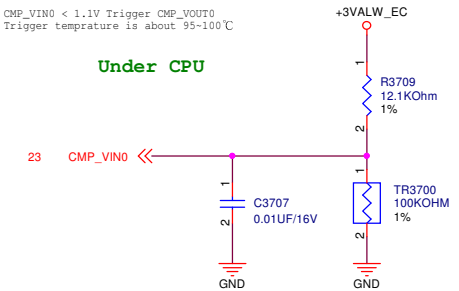 CMP_VIN0 < 1.1V Trigger CMP_VOUT0
Trigger temprature is about 95~100℃
+3VALW_EC
Under CPU
1
R3709
12.1KOhm
1%
2
23 CMP_VIN0
1
1
C3707
0.01UF/16V
2
TR3700
100KOHM
1%
2
GND
GND